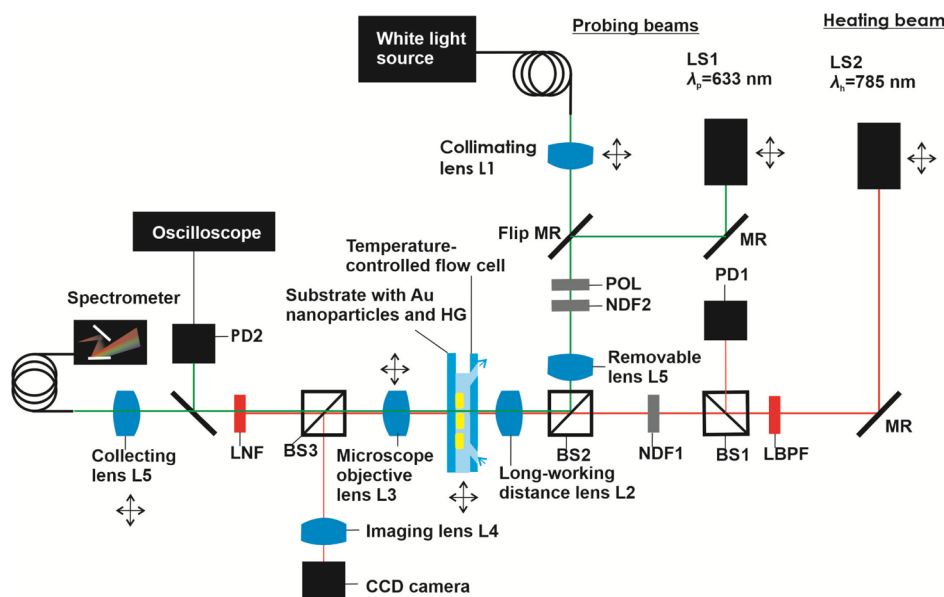 White light
source
Probing beams
Heating beam
LS1
λp=633 nm
LS2
λh=785 nm
Collimating
lens L1
Oscilloscope
Flip MR
MR
Temperature-
controlled flow cell
Substrate with Au
nanoparticles and HG
POL
NDF2
PD1
Spectrometer
PD2
Removable
lens L5
Collecting
lens L5
LNF
BS3
Microscope
objective
lens L3
BS2
Long-working
distance lens L2
NDF1
BS1
LBPF
MR
Imaging lens L4
CCD camera